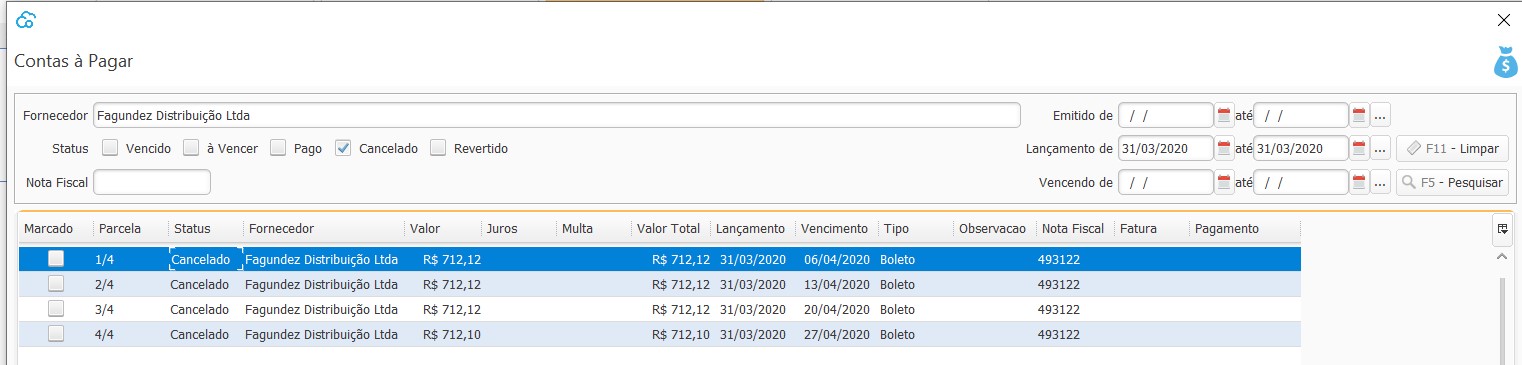 Contas à Pagar
Fornecedor Fagundez Distribuição Ltda Emitido de / / até / / ...
Status Vencido à Vencer Pago Cancelado Revertido Lançamento de 31/03/2020 até 31/03/2020 ... F11 - Limpar
Nota Fiscal Vencendo de / / até / / ... F5 - Pesquisar
Marcado Parcela Status Fornecedor Valor Juros Multa Valor Total Lançamento Vencimento Tipo Observacao Nota Fiscal Fatura Pagamento
1/4 Cancelado Fagundez Distribuição Ltda R$ 712,12 R$ 712,12 31/03/2020 06/04/2020 Boleto 493122
2/4 Cancelado Fagundez Distribuição Ltda R$ 712,12 R$ 712,12 31/03/2020 13/04/2020 Boleto 493122
3/4 Cancelado Fagundez Distribuição Ltda R$ 712,12 R$ 712,12 31/03/2020 20/04/2020 Boleto 493122
4/4 Cancelado Fagundez Distribuição Ltda R$ 712,10 R$ 712,10 31/03/2020 27/04/2020 Boleto 493122